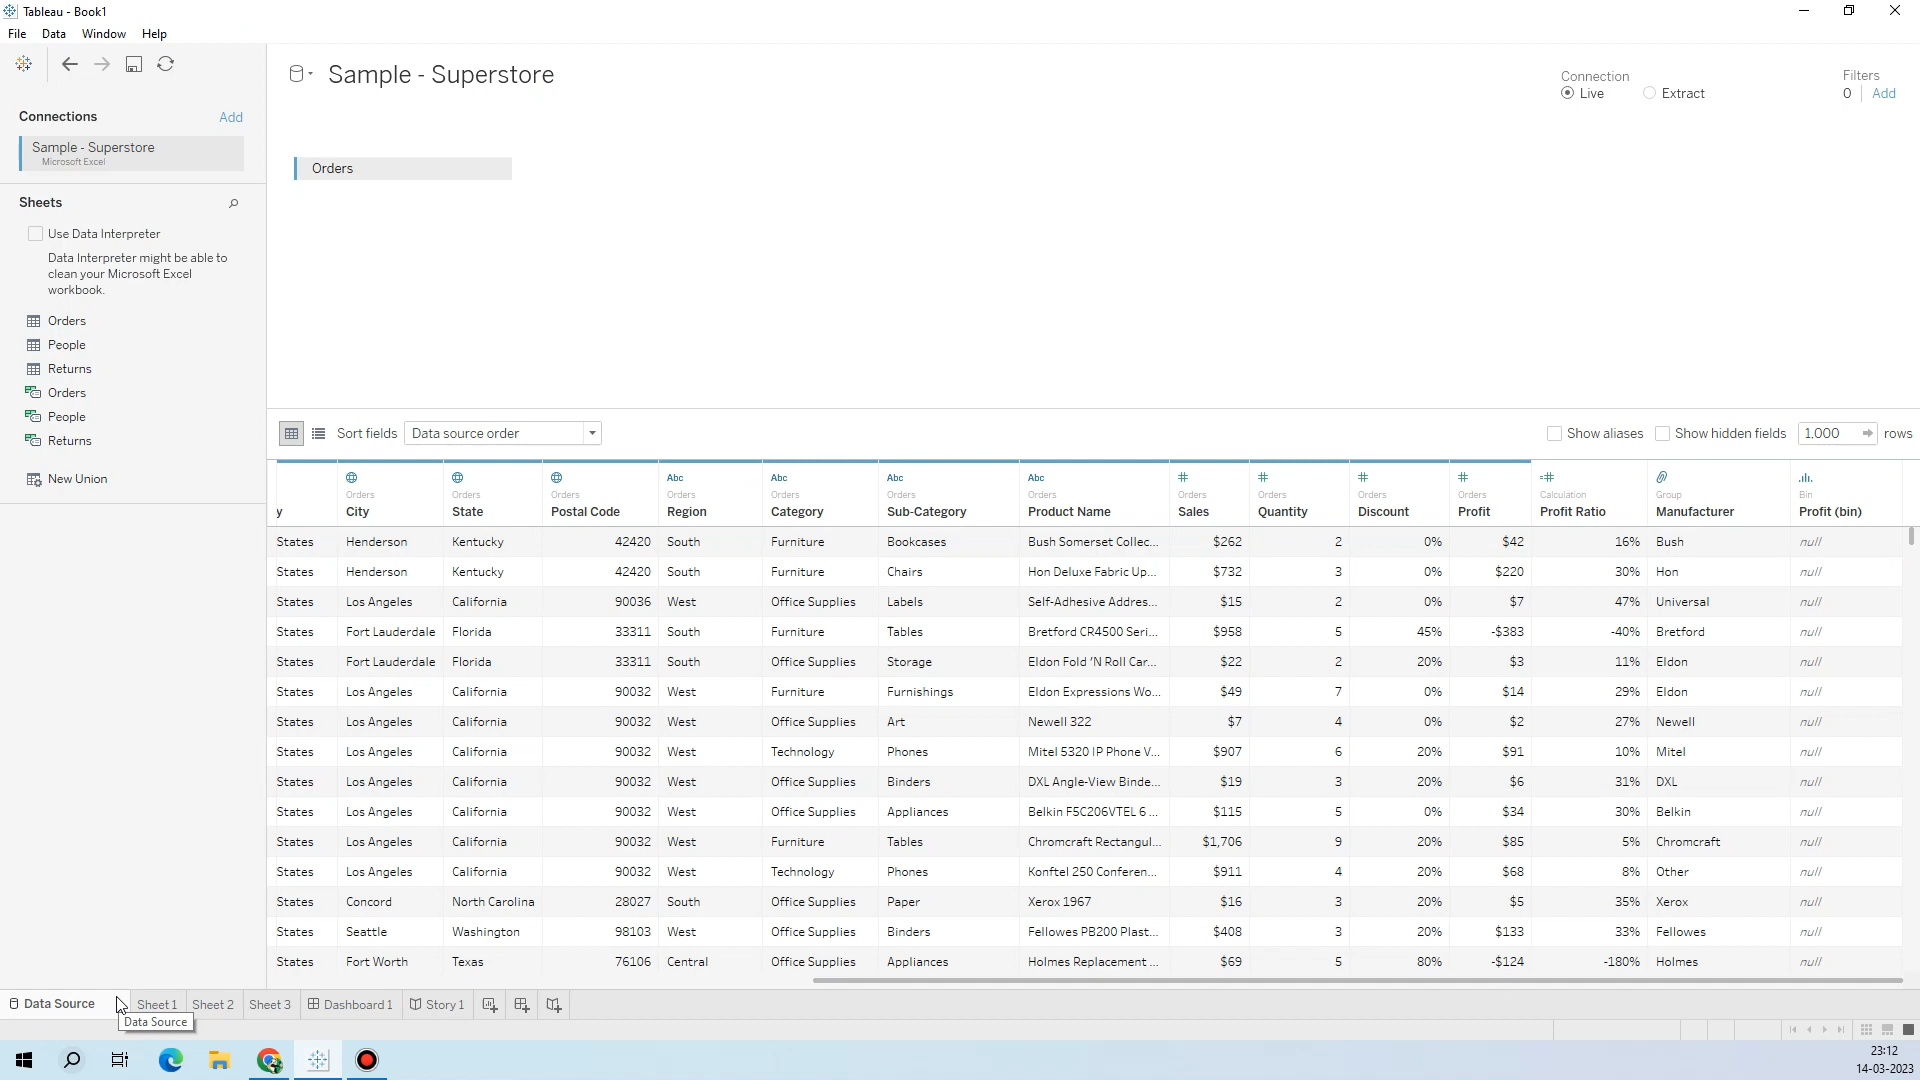 Tableau - Book1
File Data Window Help
Connections Add
Sample - Superstore
Microsoft Excel
Sheets
Use Data Interpreter
Data Interpreter might be able to
clean your Microsoft Excel
workbook.
Orders
People
Returns
Orders
People
Returns
New Union
Sample - Superstore
Connection
Live Extract
Filters
0 Add
Orders
Sort fields Data source order Show aliases Show hidden fields 1,000 rows
Abc Abc Abc Abc # # # # =#
Orders Orders Orders Orders Orders Orders Orders Orders Orders Orders Orders Calculation Group Bin
y City State Postal Code Region Category Sub-Category Product Name Sales Quantity Discount Profit Profit Ratio Manufacturer Profit (bin)
States Henderson Kentucky 42420 South Furniture Bookcases Bush Somerset Collec... $262 2 0% $42 16% Bush null
States Henderson Kentucky 42420 South Furniture Chairs Hon Deluxe Fabric Up... $732 3 0% $220 30% Hon null
States Los Angeles California 90036 West Office Supplies Labels Self-Adhesive Addres... $15 2 0% $7 47% Universal null
States Fort Lauderdale Florida 33311 South Furniture Tables Bretford CR4500 Seri... $958 5 45% -$383 -40% Bretford null
States Fort Lauderdale Florida 33311 South Office Supplies Storage Eldon Fold 'N Roll Car... $22 2 20% $3 11% Eldon null
States Los Angeles California 90032 West Furniture Furnishings Eldon Expressions Wo... $49 7 0% $14 29% Eldon null
States Los Angeles California 90032 West Office Supplies Art Newell 322 $7 4 0% $2 27% Newell null
States Los Angeles California 90032 West Technology Phones Mitel 5320 IP Phone V... $907 6 20% $91 10% Mitel null
States Los Angeles California 90032 West Office Supplies Binders DXL Angle-View Binde... $19 3 20% $6 31% DXL null
States Los Angeles California 90032 West Office Supplies Appliances Belkin F5C206VTEL 6 ... $115 5 0% $34 30% Belkin null
States Los Angeles California 90032 West Furniture Tables Chromcraft Rectangul... $1,706 9 20% $85 5% Chromcraft null
States Los Angeles California 90032 West Technology Phones Konftel 250 Conferen... $911 4 20% $68 8% Other null
States Concord North Carolina 28027 South Office Supplies Paper Xerox 1967 $16 3 20% $5 35% Xerox null
States Seattle Washington 98103 West Office Supplies Binders Fellowes PB200 Plast... $408 3 20% $133 33% Fellowes null
States Fort Worth Texas 76106 Central Office Supplies Appliances Holmes Replacement ... $69 5 80% -$124 -180% Holmes null
Data Source Sheet 1 Sheet 2 Sheet 3 Dashboard 1 Story 1
Data Source
23:12
14-03-2023